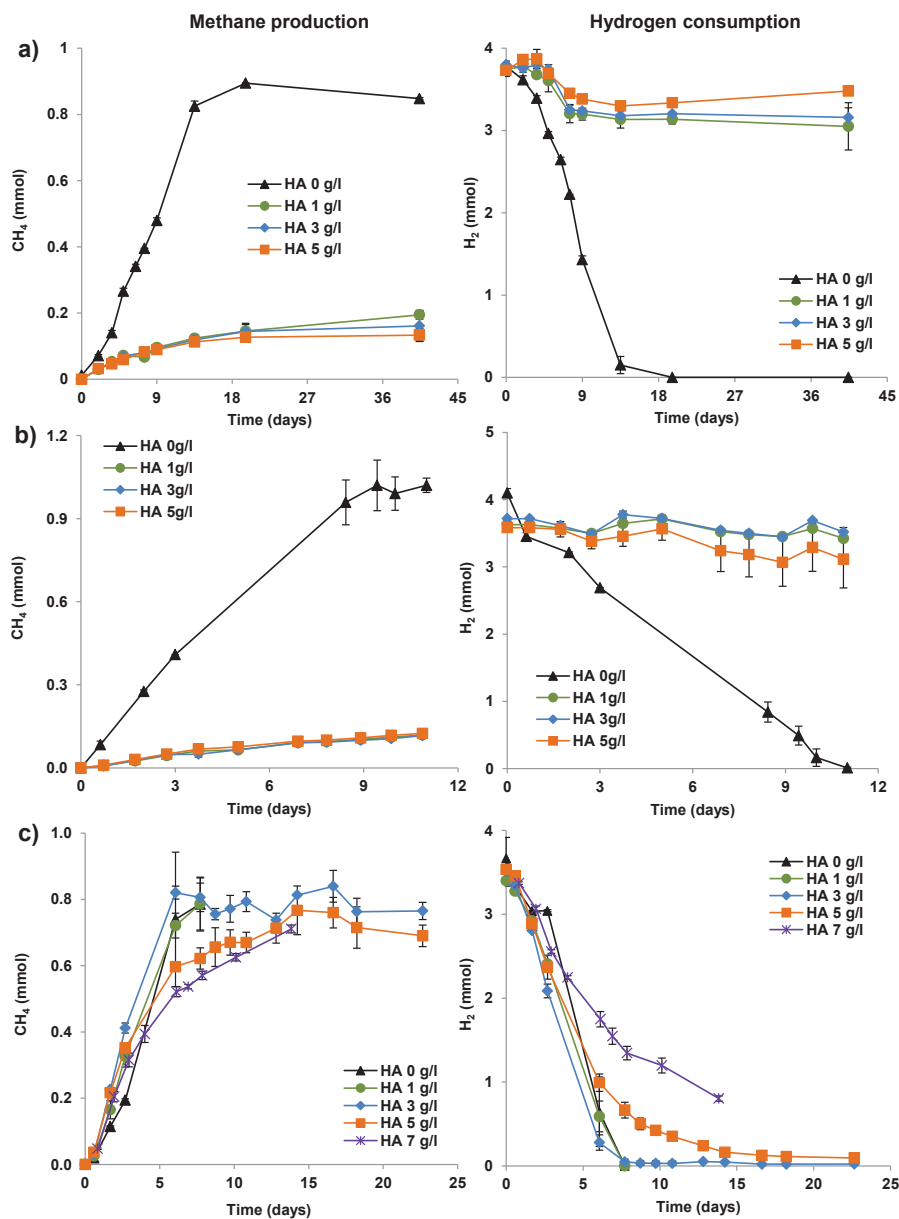 Methane production
Hydrogen consumption
a)
1
0.8
0.6
0.4
0.2
0
CH4 (mmol)
HA 0 g/l
HA 1 g/l
HA 3 g/l
HA 5 g/l
0 9 18 27 36 45
Time (days)
4
3
2
1
0
H2 (mmol)
HA 0 g/l
HA 1 g/l
HA 3 g/l
HA 5 g/l
0 9 18 27 36 45
Time (days)
b)
1.2
0.9
0.6
0.3
0.0
CH4 (mmol)
HA 0g/l
HA 1g/l
HA 3g/l
HA 5g/l
0 3 6 9 12
Time (days)
5
4
3
2
1
0
H2 (mmol)
HA 0g/l
HA 1g/l
HA 3g/l
HA 5g/l
0 3 6 9 12
Time (days)
c)
1.0
0.8
0.6
0.4
0.2
0.0
CH4 (mmol)
HA 0 g/l
HA 1 g/l
HA 3 g/l
HA 5 g/l
HA 7 g/l
0 5 10 15 20 25
Time (days)
4
3
2
1
0
H2 (mmol)
HA 0 g/l
HA 1 g/l
HA 3 g/l
HA 5 g/l
HA 7 g/l
0 5 10 15 20 25
Time (days)